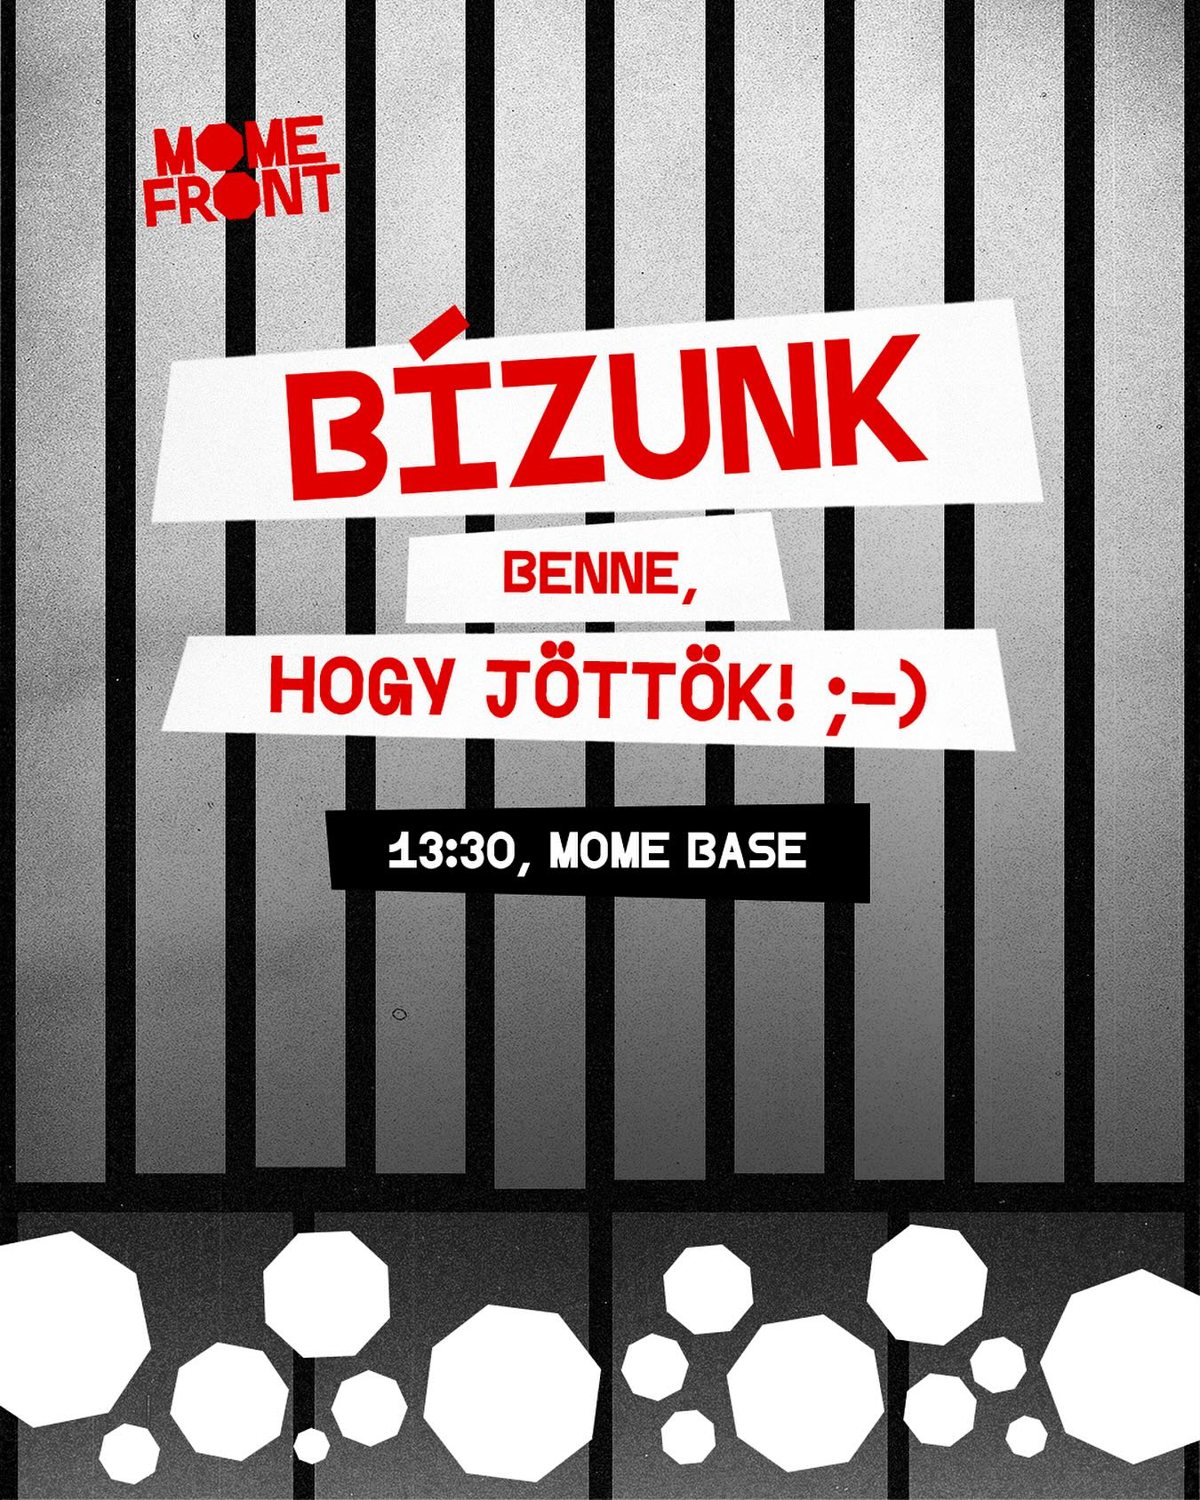 MOME
FRONT
BÍZUNK
BENNE,
HOGY JÖTTÖK! ;–)
13:30, MOME BASE